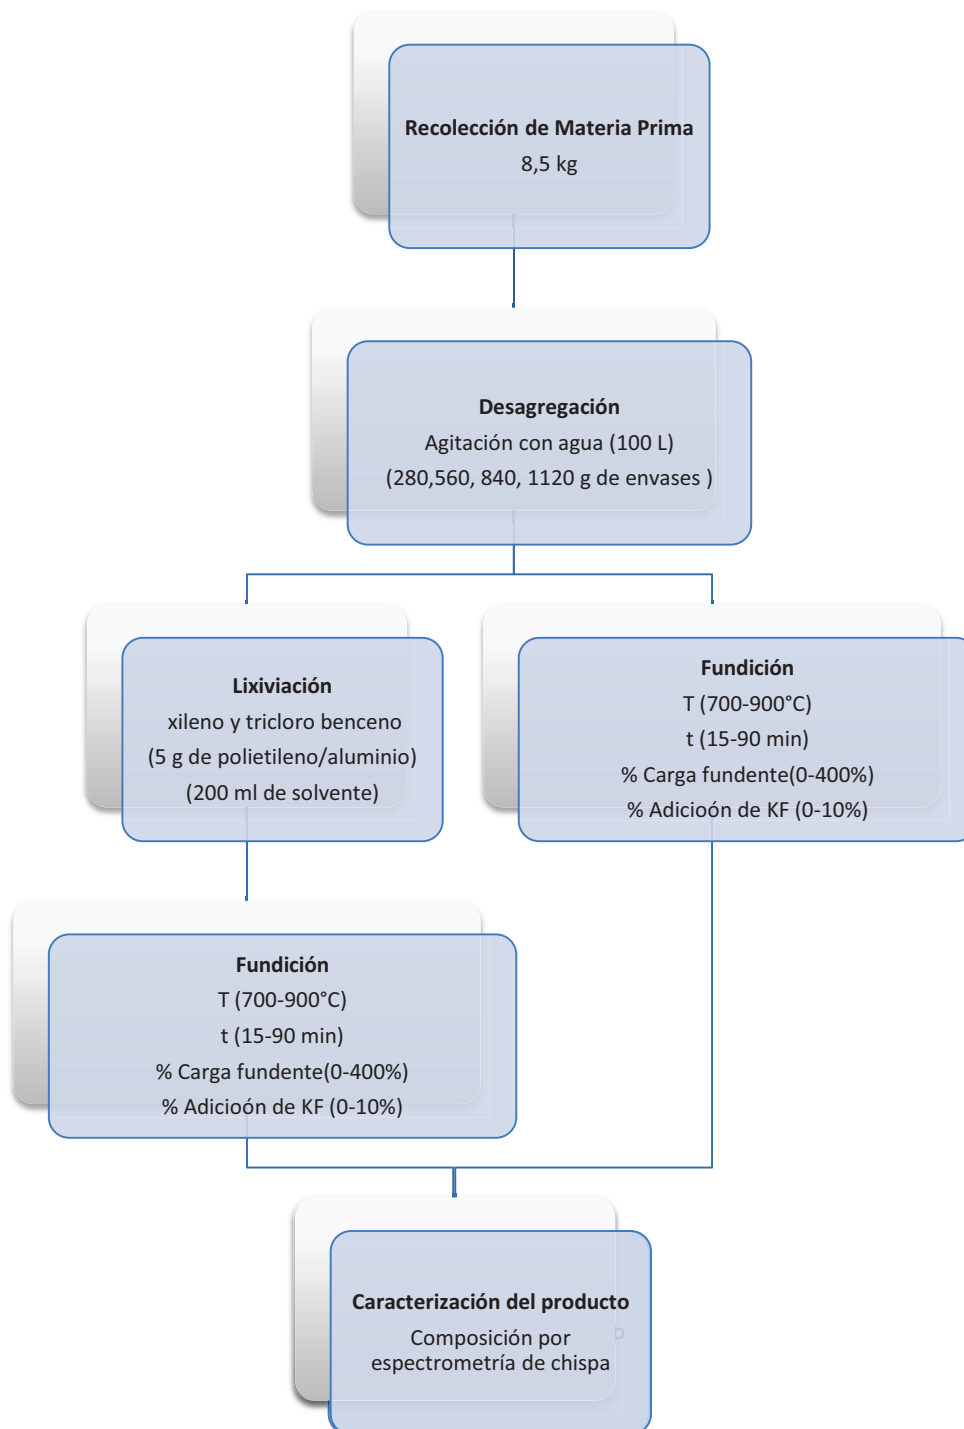 Recolección de Materia Prima
8,5 kg
Desagregación
Agitación con agua (100 L)
(280,560, 840, 1120 g de envases )
Lixiviación
xileno y tricloro benceno
(5 g de polietileno/aluminio)
(200 ml de solvente)
Fundición
T (700-900°C)
t (15-90 min)
% Carga fundente(0-400%)
% Adicioón de KF (0-10%)
Fundición
T (700-900°C)
t (15-90 min)
% Carga fundente(0-400%)
% Adicioón de KF (0-10%)
Caracterización del producto
Composición por
espectrometría de chispa